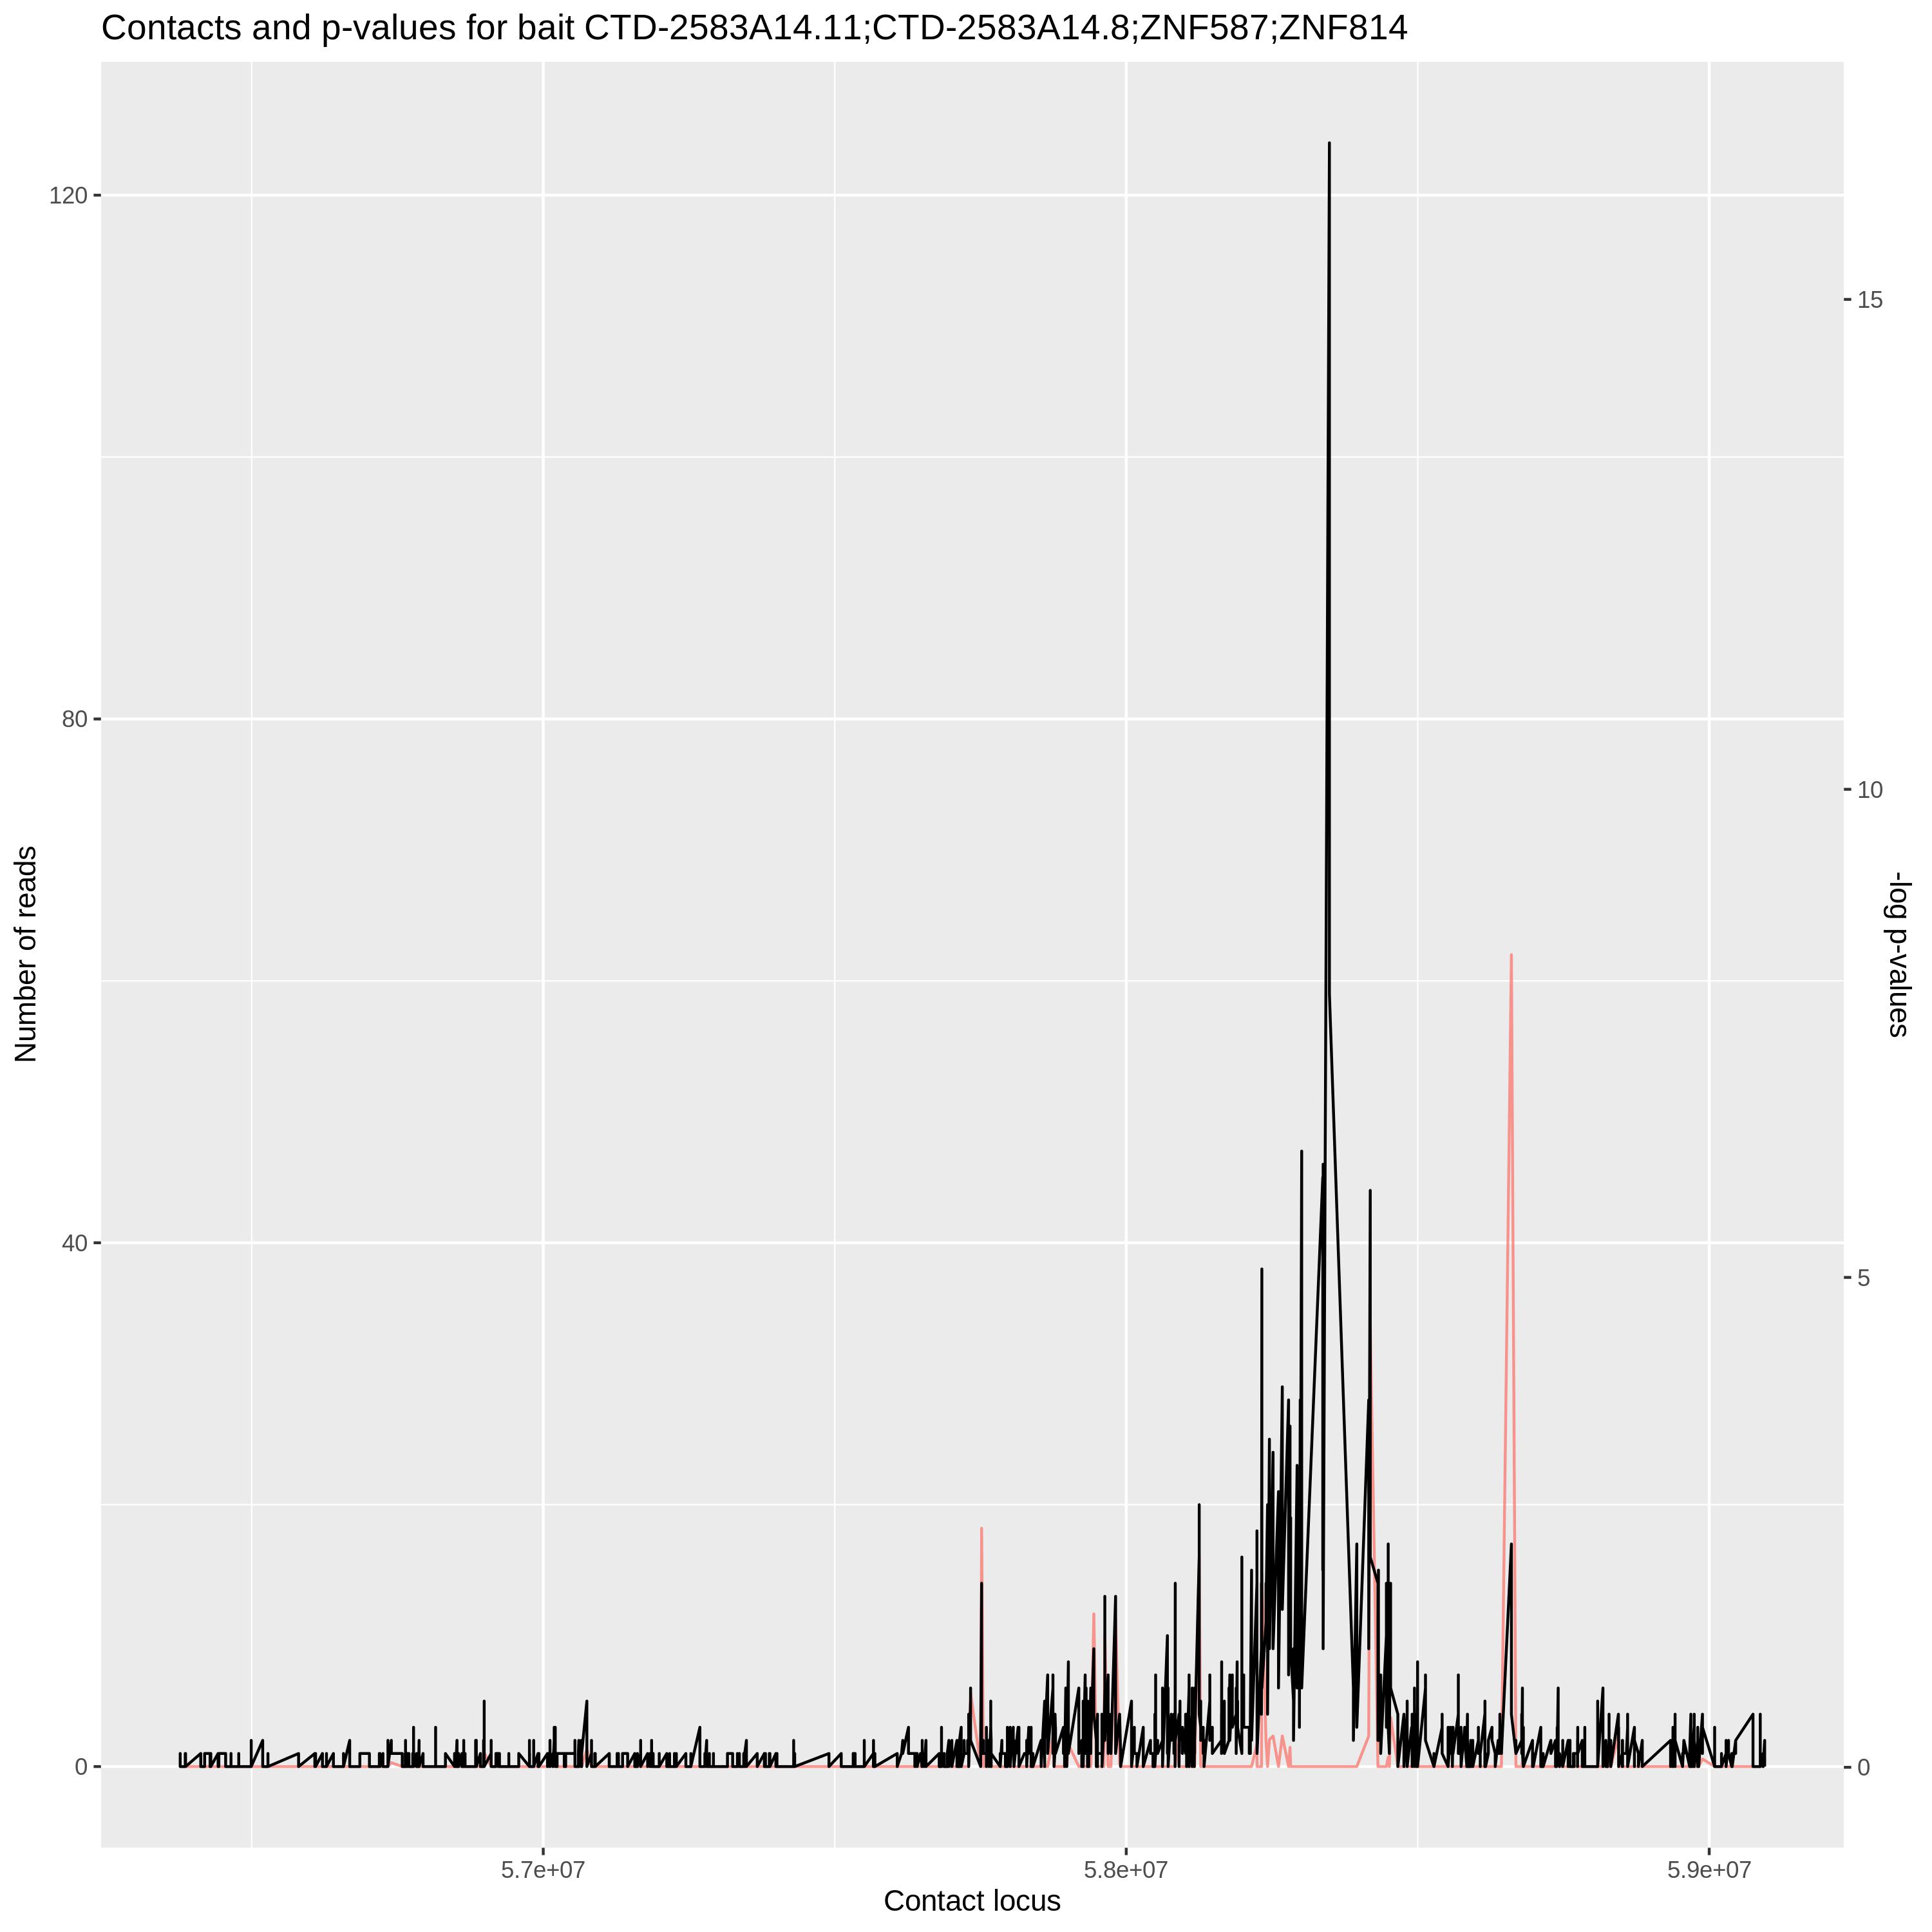 Contacts and p-values for bait CTD-2583A14.11;CTD-2583A14.8;ZNF587;ZNF814
120
80
40
0
Number of reads
15
10
5
0
-log p-values
5.7e+07
5.8e+07
5.9e+07
Contact locus